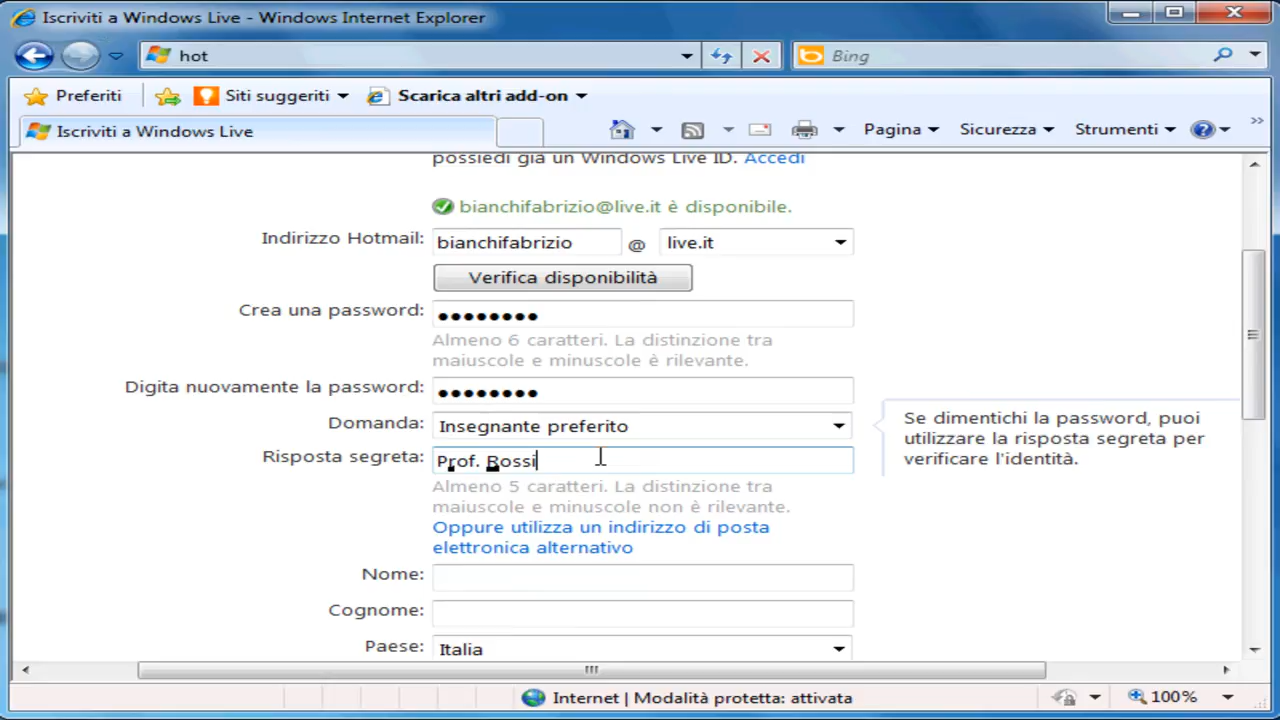 Iscriviti a Windows Live - Windows Internet Explorer
hot
Bing
Preferiti
Siti suggeriti
Scarica altri add-on
Iscriviti a Windows Live
Pagina
Sicurezza
Strumenti
»
possiedi già un Windows Live ID. Accedi
bianchifabrizio@live.it è disponibile.
Indirizzo Hotmail: bianchifabrizio @ live.it
Verifica disponibilità
Crea una password: ●●●●●●●●
Almeno 6 caratteri. La distinzione tra
maiuscole e minuscole è rilevante.
Digita nuovamente la password: ●●●●●●●●
Domanda: Insegnante preferito
Risposta segreta: Prof. Rossi
Se dimentichi la password, puoi
utilizzare la risposta segreta per
verificare l'identità.
Almeno 5 caratteri. La distinzione tra
maiuscole e minuscole non è rilevante.
Oppure utilizza un indirizzo di posta
elettronica alternativo
Nome:
Cognome:
Paese: Italia
Internet | Modalità protetta: attivata
100%